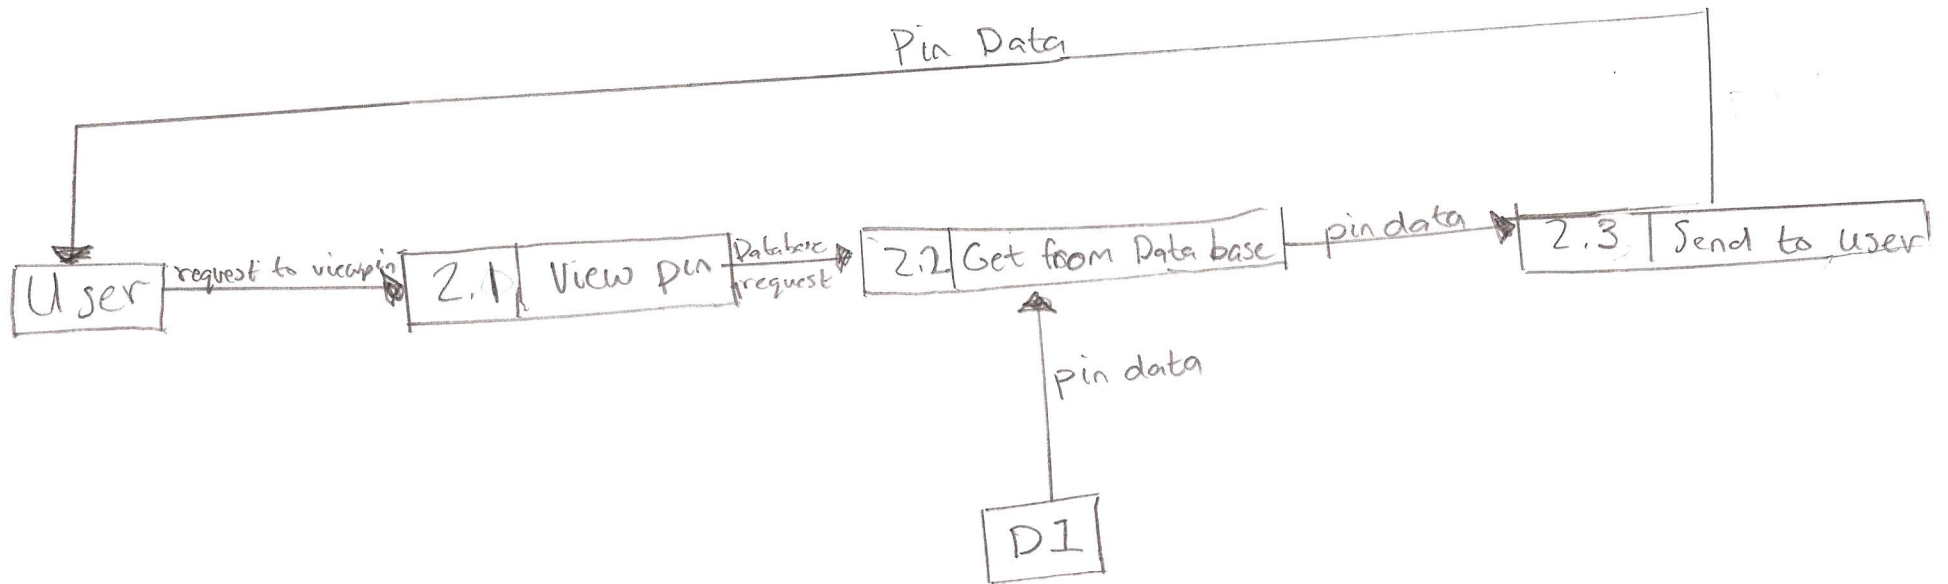 Pin Data
User
request to viewpin
2.1 View pin
Database
request
2.2 Get from Data base
pin data
2.3 Send to user
pin data
D1